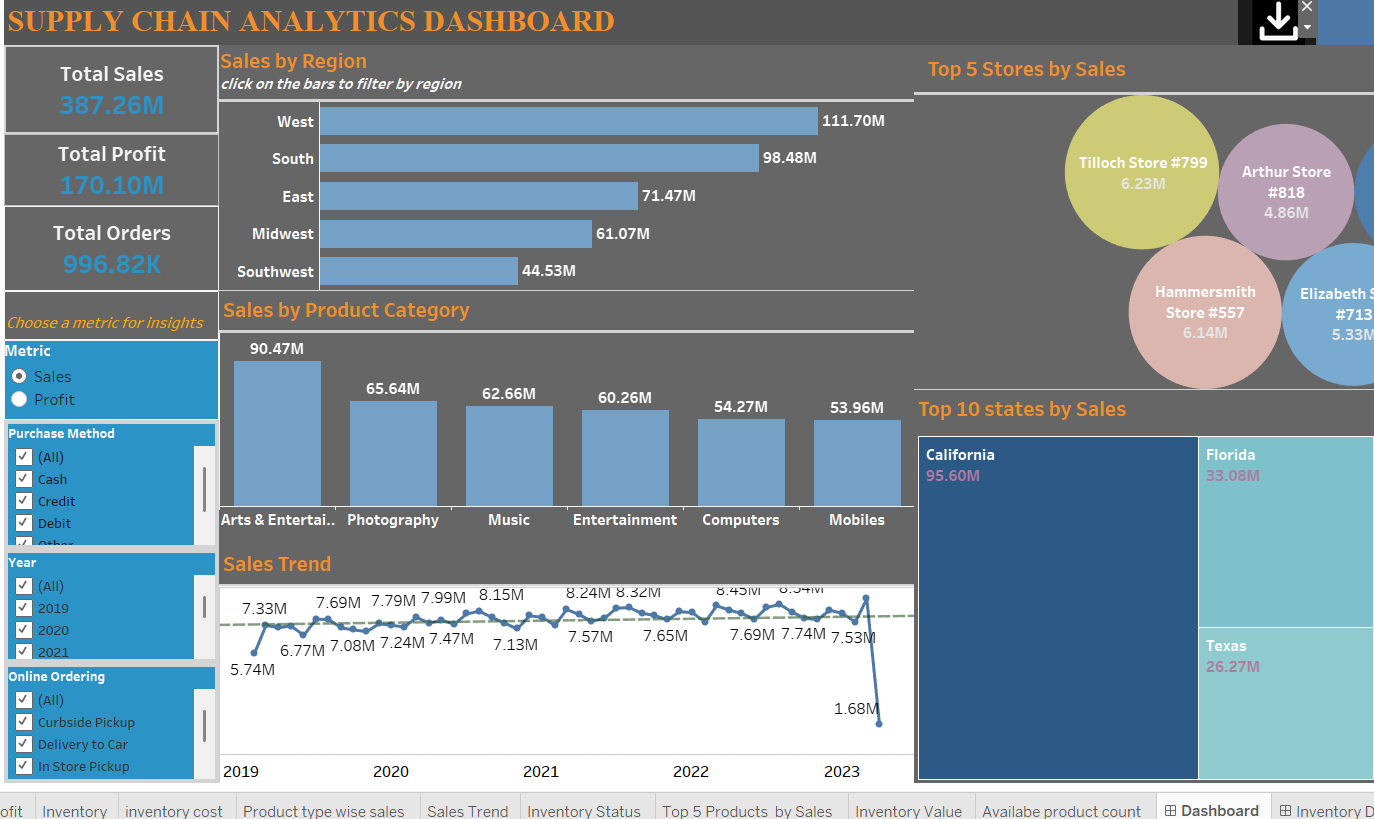 SUPPLY CHAIN ANALYTICS DASHBOARD
Total Sales
387.26M
Total Profit
170.10M
Total Orders
996.82K
Choose a metric for insights
Metric
Sales
Profit
Purchase Method
(All)
Cash
Credit
Debit
Other
Year
(All)
2019
2020
2021
Online Ordering
(All)
Curbside Pickup
Delivery to Car
In Store Pickup
Sales by Region
click on the bars to filter by region
West 111.70M
South 98.48M
East 71.47M
Midwest 61.07M
Southwest 44.53M
Sales by Product Category
90.47M 65.64M 62.66M 60.26M 54.27M 53.96M
Arts & Entertai.. Photography Music Entertainment Computers Mobiles
Sales Trend
7.33M 7.69M 7.79M 7.99M 8.15M 8.24M 8.32M 8.45M 8.54M
5.74M 6.77M 7.08M 7.24M 7.47M 7.13M 7.57M 7.65M 7.69M 7.74M 7.53M
1.68M
2019 2020 2021 2022 2023
Top 5 Stores by Sales
Tilloch Store #799
6.23M
Arthur Store
#818
4.86M
Hammersmith
Store #557
6.14M
Elizabeth S
#713
5.33M
Top 10 states by Sales
California
95.60M
Florida
33.08M
Texas
26.27M
ofit Inventory inventory cost Product type wise sales Sales Trend Inventory Status Top 5 Products by Sales Inventory Value Availabe product count Dashboard Inventory D